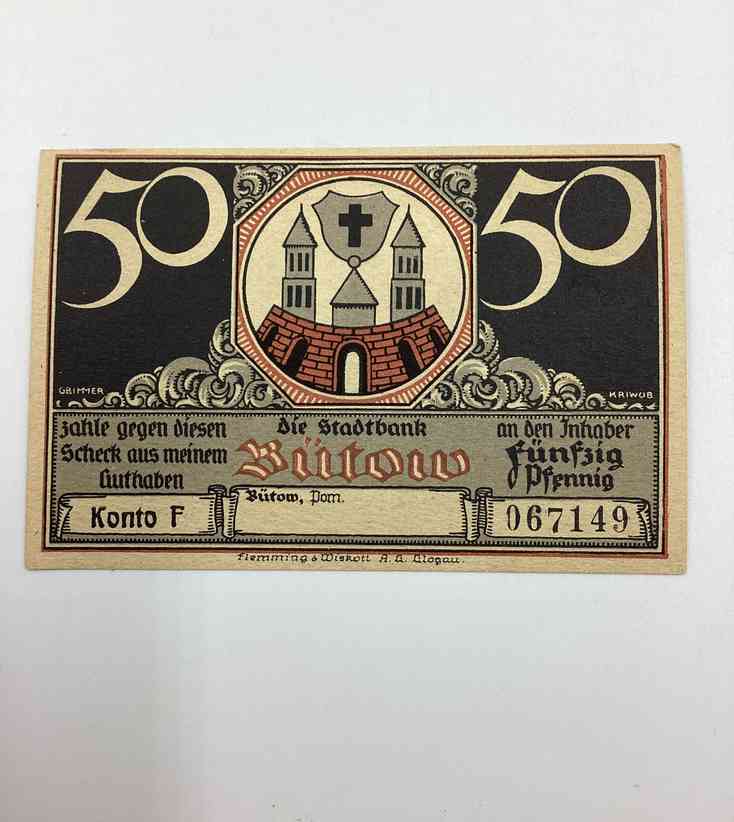 50 50
GRIMMER KRIWUB
zahle gegen diesen
Scheck aus meinem
Guthaben
die Stadtbank
Bütow
an den Inhaber
Fünfzig
Pfennig
Konto F
Bütow, Pom.
067149
Flemming & Wiskott A. G. Glogau.